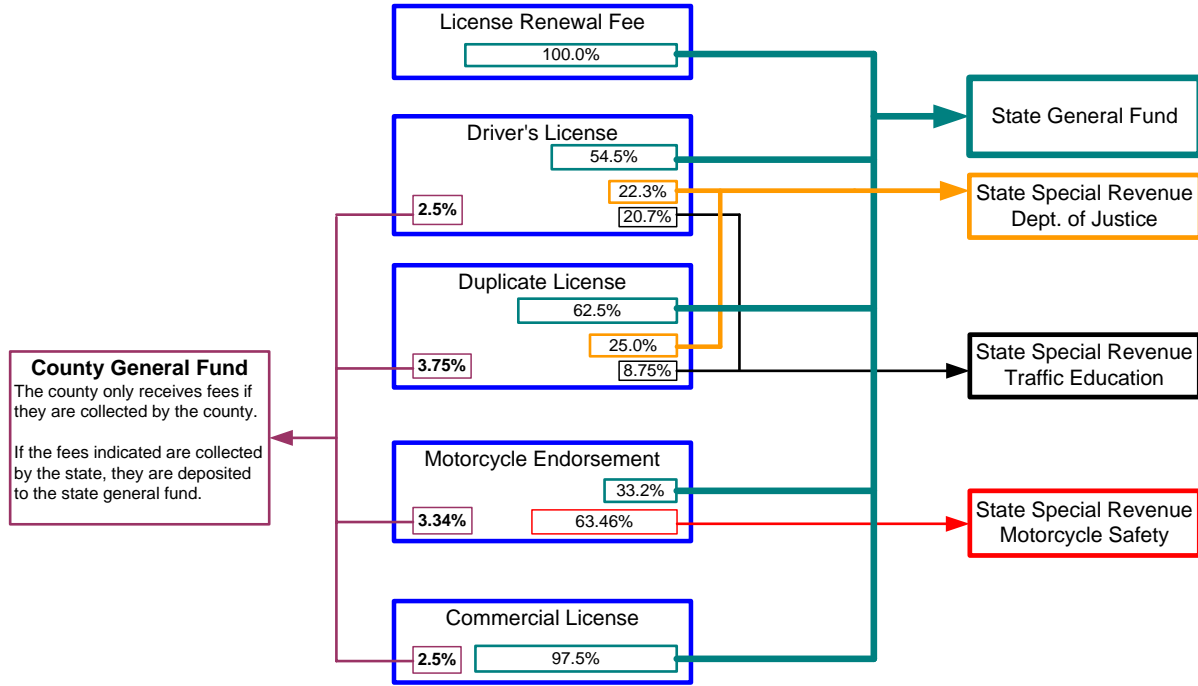 License Renewal Fee
100.0%
Driver's License
54.5%
22.3%
2.5%
20.7%
Duplicate License
62.5%
25.0%
3.75%
8.75%
Motorcycle Endorsement
33.2%
3.34%
63.46%
Commercial License
2.5%
97.5%
County General Fund
The county only receives fees if
they are collected by the county.
If the fees indicated are collected
by the state, they are deposited
to the state general fund.
State General Fund
State Special Revenue
Dept. of Justice
State Special Revenue
Traffic Education
State Special Revenue
Motorcycle Safety